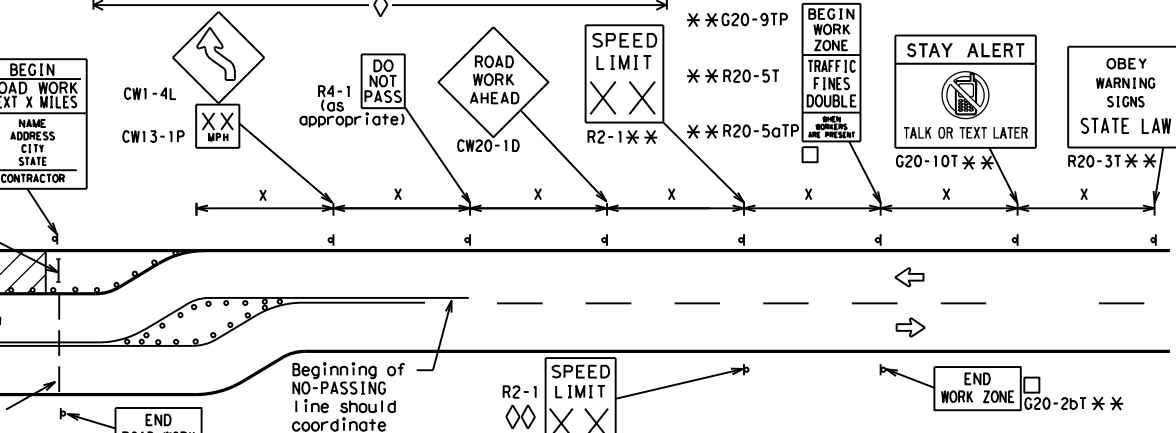 BEGIN
ROAD WORK
NEXT X MILES
NAME
ADDRESS
CITY
STATE
CONTRACTOR
CW1-4L
CW13-1P
XX
MPH
R4-1
(as
appropriate)
DO
NOT
PASS
ROAD
WORK
AHEAD
CW20-1D
SPEED
LIMIT
X X
R2-1**
**G20-9TP
**R20-5T
**R20-5aTP
BEGIN
WORK
ZONE
TRAFFIC
FINES
DOUBLE
WHEN
WORKERS
ARE PRESENT
STAY ALERT
TALK OR TEXT LATER
G20-10T**
OBEY
WARNING
SIGNS
STATE LAW
R20-3T**
X X X X X X X
Beginning of
NO-PASSING
line should
coordinate
R2-1
SPEED
LIMIT
X X
END
WORK ZONE
G20-2bT**
END
ROAD WORK